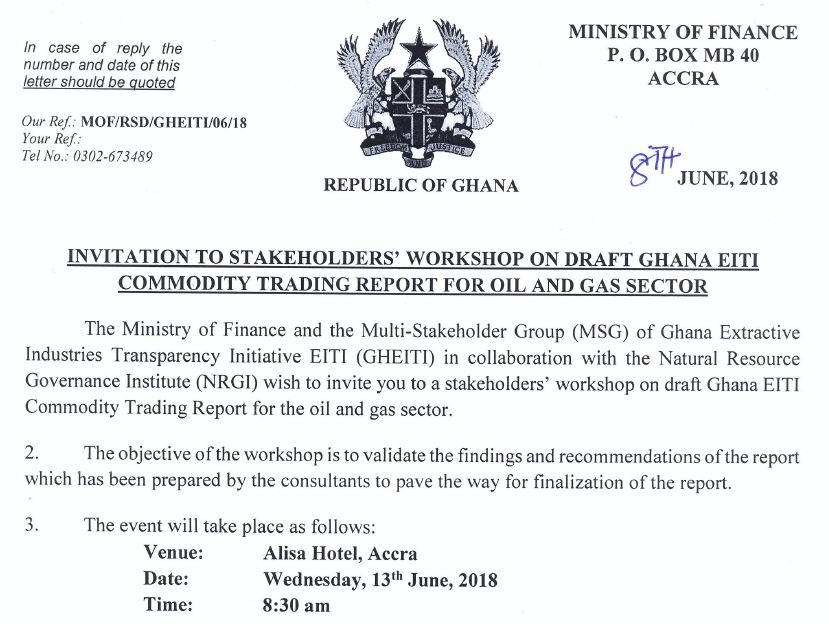 In case of reply the
number and date of this
letter should be quoted
Our Ref.: MOF/RSD/GHEITI/06/18
Your Ref.:
Tel No.: 0302-673489
FREEDOM AND JUSTICE
REPUBLIC OF GHANA
MINISTRY OF FINANCE
P. O. BOX MB 40
ACCRA
8TH JUNE, 2018
INVITATION TO STAKEHOLDERS’ WORKSHOP ON DRAFT GHANA EITI
COMMODITY TRADING REPORT FOR OIL AND GAS SECTOR
The Ministry of Finance and the Multi-Stakeholder Group (MSG) of Ghana Extractive
Industries Transparency Initiative EITI (GHEITI) in collaboration with the Natural Resource
Governance Institute (NRGI) wish to invite you to a stakeholders’ workshop on draft Ghana EITI
Commodity Trading Report for the oil and gas sector.
2. The objective of the workshop is to validate the findings and recommendations of the report
which has been prepared by the consultants to pave the way for finalization of the report.
3. The event will take place as follows:
Venue: Alisa Hotel, Accra
Date: Wednesday, 13th June, 2018
Time: 8:30 am